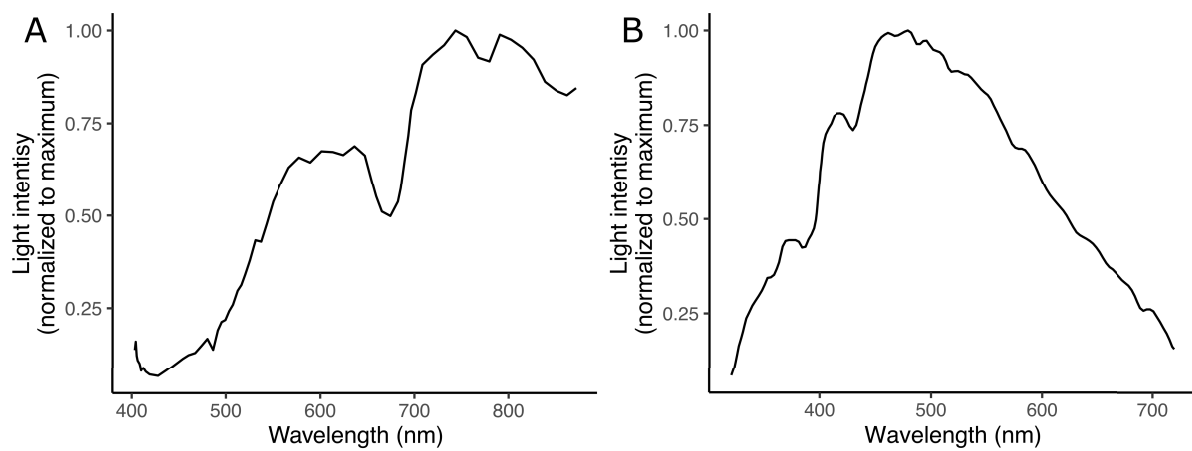 A
Light intentisy
(normalized to maximum)
1.00
0.75
0.50
0.25
400 500 600 700 800
Wavelength (nm)
B
Light intentisy
(normalized to maximum)
1.00
0.75
0.50
0.25
400 500 600 700
Wavelength (nm)